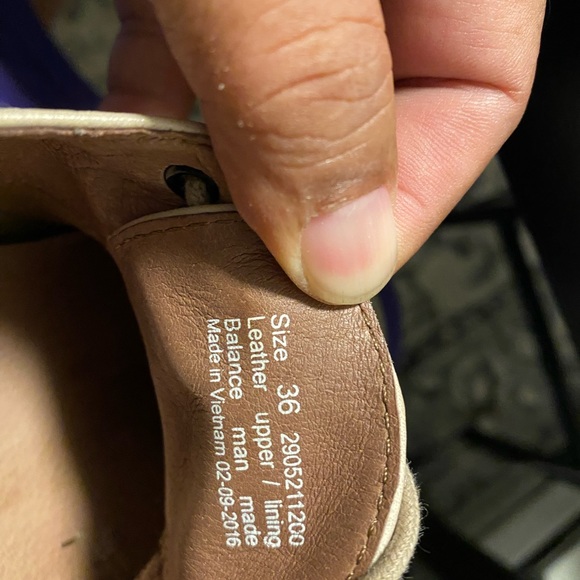 Size 36 2905211200
Leather upper / lining
Balance man made
Made in Vietnam 02-09-2016